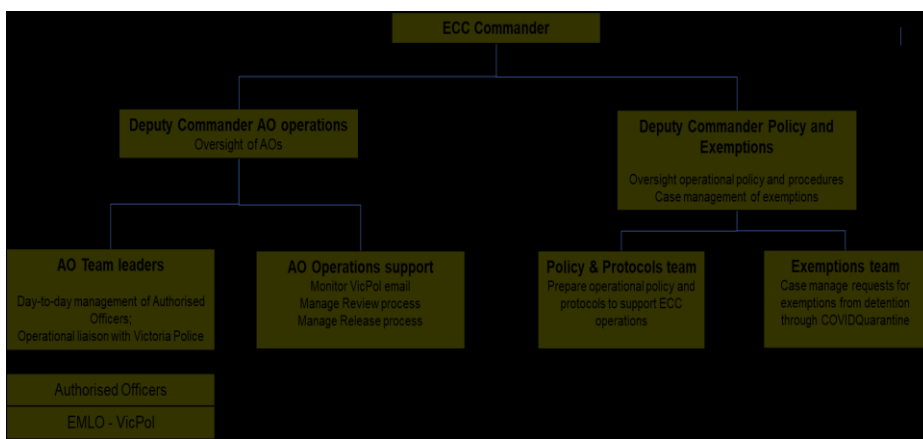 ECC Commander
Deputy Commander AO operations
Oversight of AOs
Deputy Commander Policy and
Exemptions
Oversight operational policy and procedures
Case management of exemptions
AO Team leaders
Day-to-day management of Authorised
Officers;
Operational liaison with Victoria Police
AO Operations support
Monitor VicPol email
Manage Review process
Manage Release process
Policy & Protocols team
Prepare operational policy and
protocols to support ECC
operations
Exemptions team
Case manage requests for
exemptions from detention
through COVIDQuarantine
Authorised Officers
EMLO - VicPol